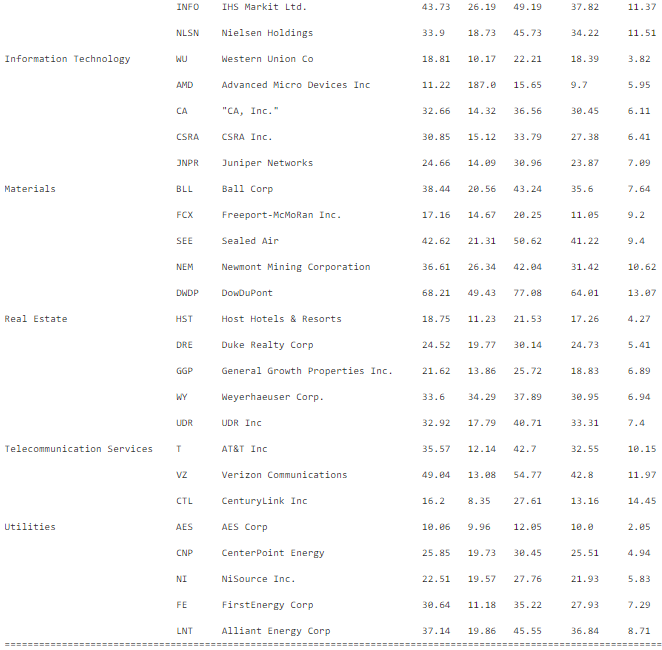 INFO IHS Markit Ltd. 43.73 26.19 49.19 37.82 11.37
NLSN Nielsen Holdings 33.9 18.73 45.73 34.22 11.51
Information Technology WU Western Union Co 18.81 10.17 22.21 18.39 3.82
AMD Advanced Micro Devices Inc 11.22 187.0 15.65 9.7 5.95
CA "CA, Inc." 32.66 14.32 36.56 30.45 6.11
CSRA CSRA Inc. 30.85 15.12 33.79 27.38 6.41
JNPR Juniper Networks 24.66 14.09 30.96 23.87 7.09
Materials BLL Ball Corp 38.44 20.56 43.24 35.6 7.64
FCX Freeport-McMoRan Inc. 17.16 14.67 20.25 11.05 9.2
SEE Sealed Air 42.62 21.31 50.62 41.22 9.4
NEM Newmont Mining Corporation 36.61 26.34 42.04 31.42 10.62
DWDP DowDuPont 68.21 49.43 77.08 64.01 13.07
Real Estate HST Host Hotels & Resorts 18.75 11.23 21.53 17.26 4.27
DRE Duke Realty Corp 24.52 19.77 30.14 24.73 5.41
GGP General Growth Properties Inc. 21.62 13.86 25.72 18.83 6.89
WY Weyerhaeuser Corp. 33.6 34.29 37.89 30.95 6.94
UDR UDR Inc 32.92 17.79 40.71 33.31 7.4
Telecommunication Services T AT&T Inc 35.57 12.14 42.7 32.55 10.15
VZ Verizon Communications 49.04 13.08 54.77 42.8 11.97
CTL CenturyLink Inc 16.2 8.35 27.61 13.16 14.45
Utilities AES AES Corp 10.06 9.96 12.05 10.0 2.05
CNP CenterPoint Energy 25.85 19.73 30.45 25.51 4.94
NI NiSource Inc. 22.51 19.57 27.76 21.93 5.83
FE FirstEnergy Corp 30.64 11.18 35.22 27.93 7.29
LNT Alliant Energy Corp 37.14 19.86 45.55 36.84 8.71